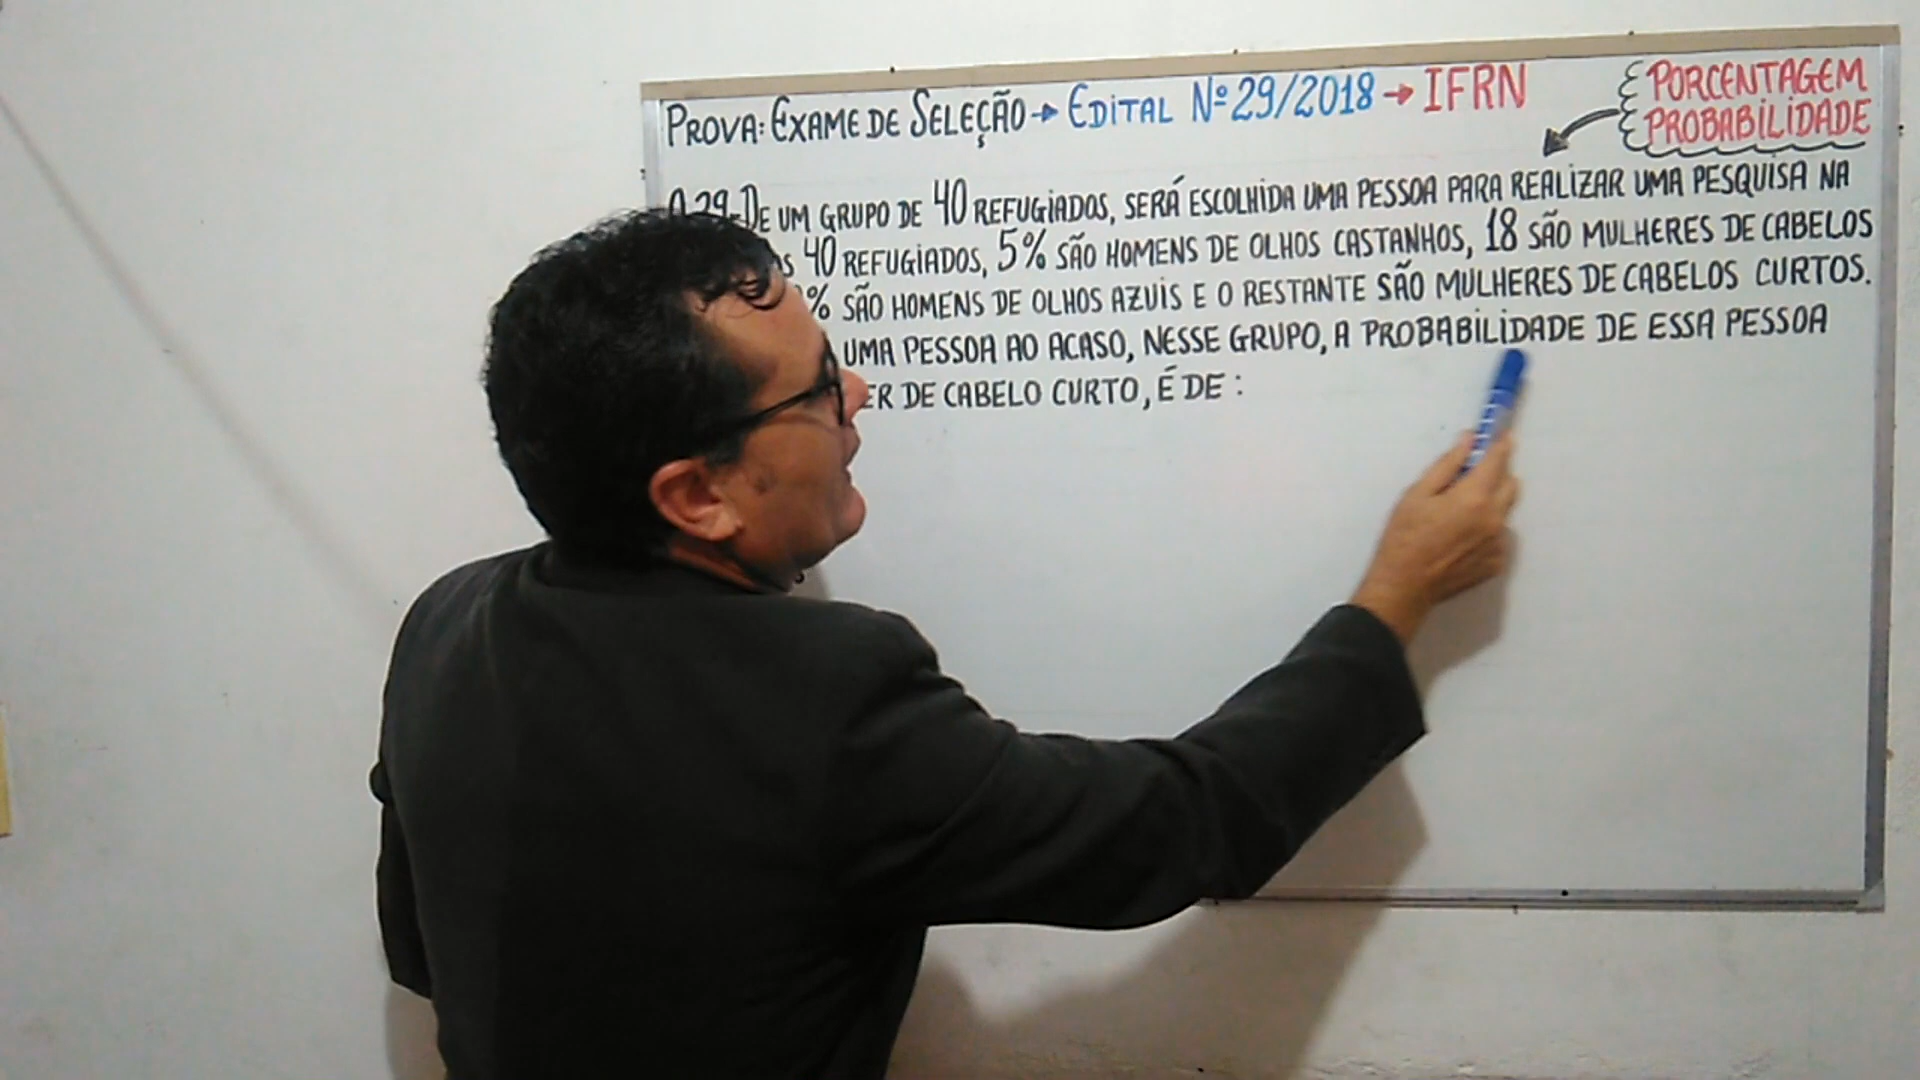 PROVA: EXAME DE SELEÇÃO → EDITAL Nº 29/2018 → IFRN
PORCENTAGEM
PROBABILIDADE
Q.29- DE UM GRUPO DE 40 REFUGIADOS, SERÁ ESCOLHIDA UMA PESSOA PARA REALIZAR UMA PESQUISA NA
40 REFUGIADOS, 5% SÃO HOMENS DE OLHOS CASTANHOS, 18 SÃO MULHERES DE CABELOS
% SÃO HOMENS DE OLHOS AZUIS E O RESTANTE SÃO MULHERES DE CABELOS CURTOS.
UMA PESSOA AO ACASO, NESSE GRUPO, A PROBABILIDADE DE ESSA PESSOA
DE CABELO CURTO, É DE :